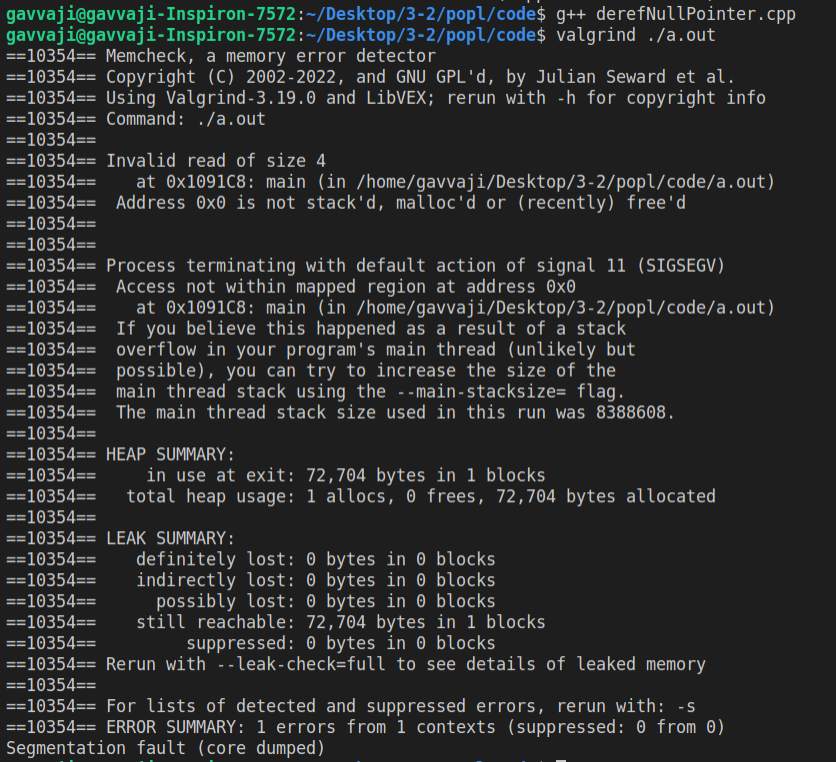 gavvaji@gavvaji-Inspiron-7572:~/Desktop/3-2/popl/code$ g++ derefNullPointer.cpp
gavvaji@gavvaji-Inspiron-7572:~/Desktop/3-2/popl/code$ valgrind ./a.out
==10354== Memcheck, a memory error detector
==10354== Copyright (C) 2002-2022, and GNU GPL'd, by Julian Seward et al.
==10354== Using Valgrind-3.19.0 and LibVEX; rerun with -h for copyright info
==10354== Command: ./a.out
==10354==
==10354== Invalid read of size 4
==10354==    at 0x1091C8: main (in /home/gavvaji/Desktop/3-2/popl/code/a.out)
==10354==  Address 0x0 is not stack'd, malloc'd or (recently) free'd
==10354==
==10354==
==10354== Process terminating with default action of signal 11 (SIGSEGV)
==10354==  Access not within mapped region at address 0x0
==10354==    at 0x1091C8: main (in /home/gavvaji/Desktop/3-2/popl/code/a.out)
==10354==  If you believe this happened as a result of a stack
==10354==  overflow in your program's main thread (unlikely but
==10354==  possible), you can try to increase the size of the
==10354==  main thread stack using the --main-stacksize= flag.
==10354==  The main thread stack size used in this run was 8388608.
==10354==
==10354== HEAP SUMMARY:
==10354==     in use at exit: 72,704 bytes in 1 blocks
==10354==   total heap usage: 1 allocs, 0 frees, 72,704 bytes allocated
==10354==
==10354== LEAK SUMMARY:
==10354==    definitely lost: 0 bytes in 0 blocks
==10354==    indirectly lost: 0 bytes in 0 blocks
==10354==      possibly lost: 0 bytes in 0 blocks
==10354==    still reachable: 72,704 bytes in 1 blocks
==10354==         suppressed: 0 bytes in 0 blocks
==10354== Rerun with --leak-check=full to see details of leaked memory
==10354==
==10354== For lists of detected and suppressed errors, rerun with: -s
==10354== ERROR SUMMARY: 1 errors from 1 contexts (suppressed: 0 from 0)
Segmentation fault (core dumped)